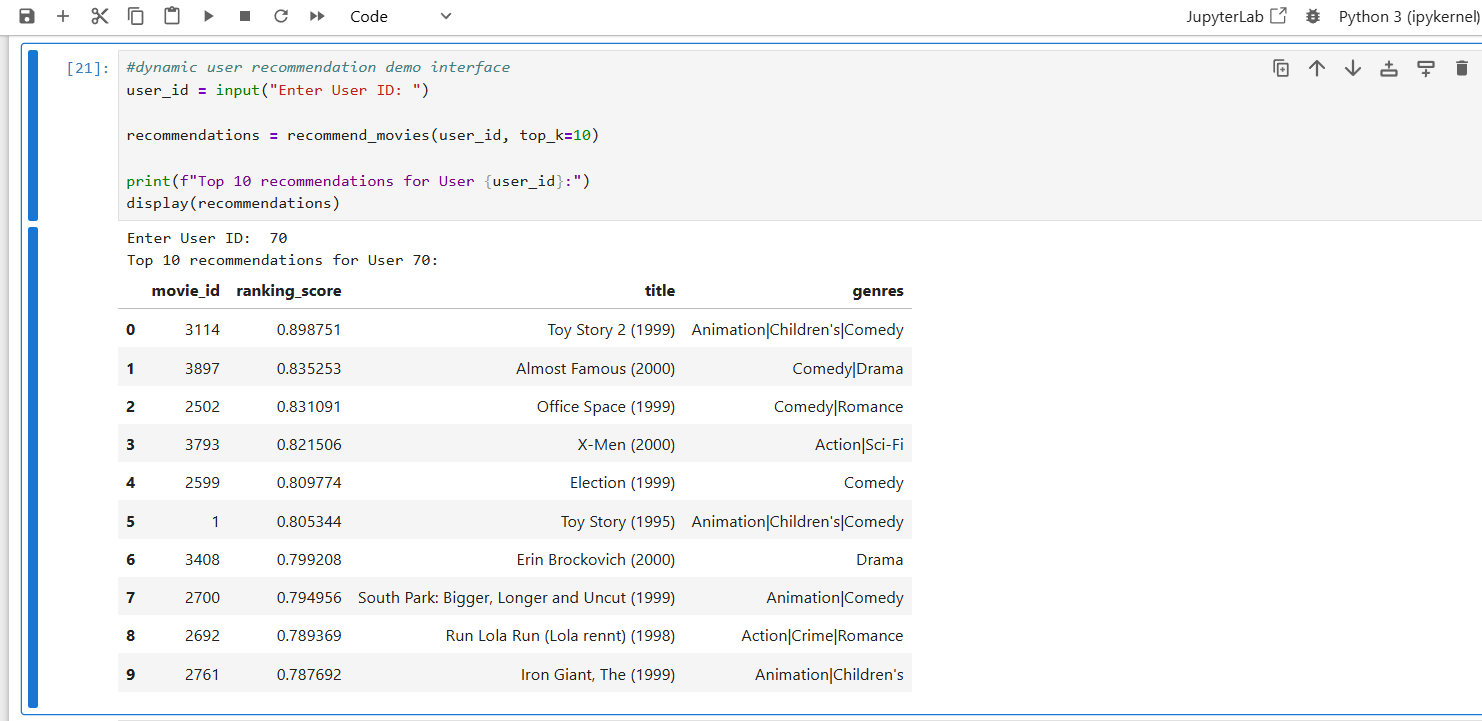 Code
JupyterLab
Python 3 (ipykernel)
[21]:
#dynamic user recommendation demo interface
user_id = input("Enter User ID: ")
recommendations = recommend_movies(user_id, top_k=10)
print(f"Top 10 recommendations for User {user_id}:")
display(recommendations)
Enter User ID:  70
Top 10 recommendations for User 70:
movie_id ranking_score title genres
0 3114 0.898751 Toy Story 2 (1999) Animation|Children's|Comedy
1 3897 0.835253 Almost Famous (2000) Comedy|Drama
2 2502 0.831091 Office Space (1999) Comedy|Romance
3 3793 0.821506 X-Men (2000) Action|Sci-Fi
4 2599 0.809774 Election (1999) Comedy
5 1 0.805344 Toy Story (1995) Animation|Children's|Comedy
6 3408 0.799208 Erin Brockovich (2000) Drama
7 2700 0.794956 South Park: Bigger, Longer and Uncut (1999) Animation|Comedy
8 2692 0.789369 Run Lola Run (Lola rennt) (1998) Action|Crime|Romance
9 2761 0.787692 Iron Giant, The (1999) Animation|Children's